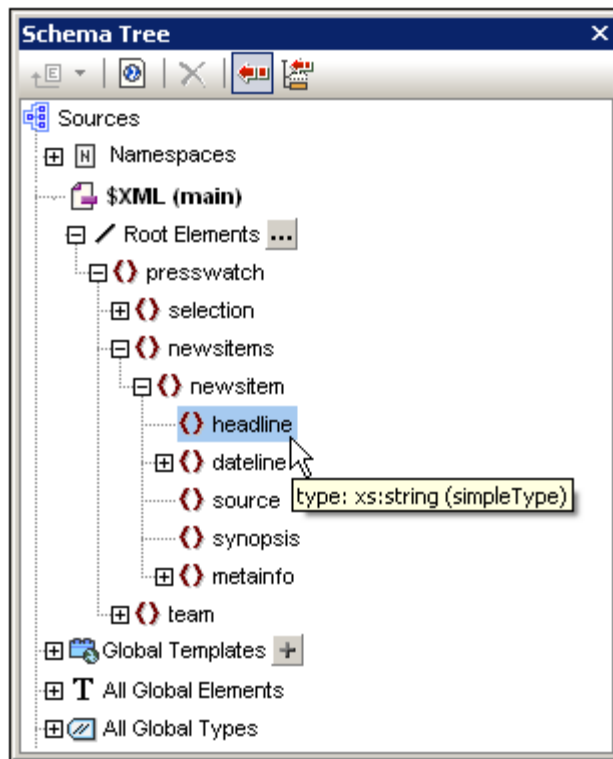 Schema Tree
Sources
Namespaces
$XML (main)
Root Elements ...
presswatch
selection
newsitems
newsitem
headline
dateline
source
type: xs:string (simpleType)
synopsis
metainfo
team
Global Templates
All Global Elements
All Global Types